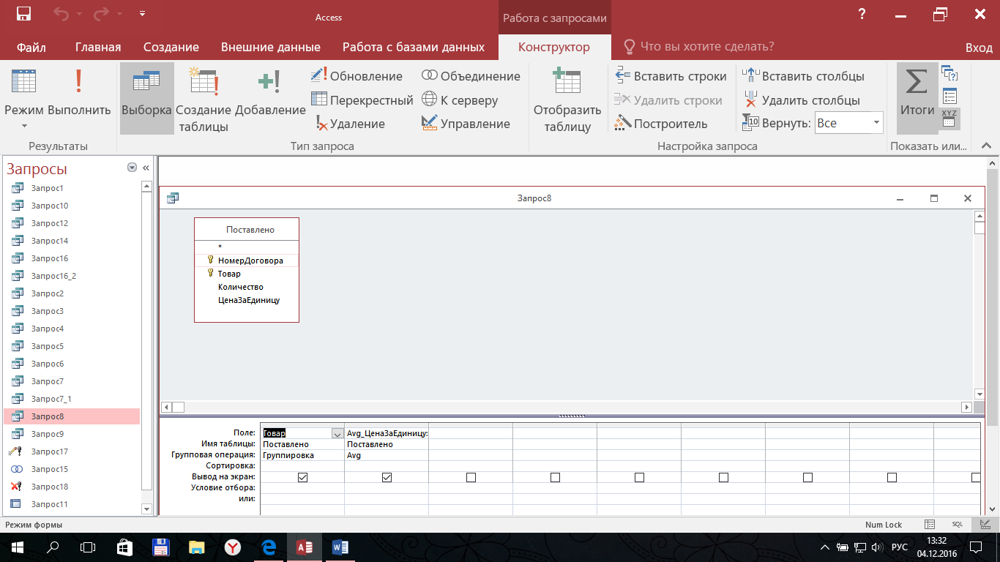 Access
Работа с запросами
?
Файл
Главная
Создание
Внешние данные
Работа с базами данных
Конструктор
Что вы хотите сделать?
Вход
Режим
Выполнить
Результаты
Выборка
Создание таблицы
Добавление
Обновление
Перекрестный
Удаление
Объединение
К серверу
Управление
Тип запроса
Отобразить таблицу
Вставить строки
Удалить строки
Построитель
Вставить столбцы
Удалить столбцы
10 Вернуть: Все
Настройка запроса
Σ
Итоги
XYZ
Показать или...
Запросы
«
Запрос1
Запрос10
Запрос12
Запрос14
Запрос16
Запрос16_2
Запрос2
Запрос3
Запрос4
Запрос5
Запрос6
Запрос7
Запрос7_1
Запрос8
Запрос9
Запрос17
Запрос15
Запрос18
Запрос11
Запрос8
Поставлено
*
НомерДоговора
Товар
Количество
ЦенаЗаЕдиницу
Поле: Товар Avg_ЦенаЗаЕдиницу:
Имя таблицы: Поставлено Поставлено
Групповая операция: Группировка Avg
Сортировка:
Вывод на экран:
Условие отбора:
или:
Режим формы
Num Lock
SQL
РУС
13:32
04.12.2016